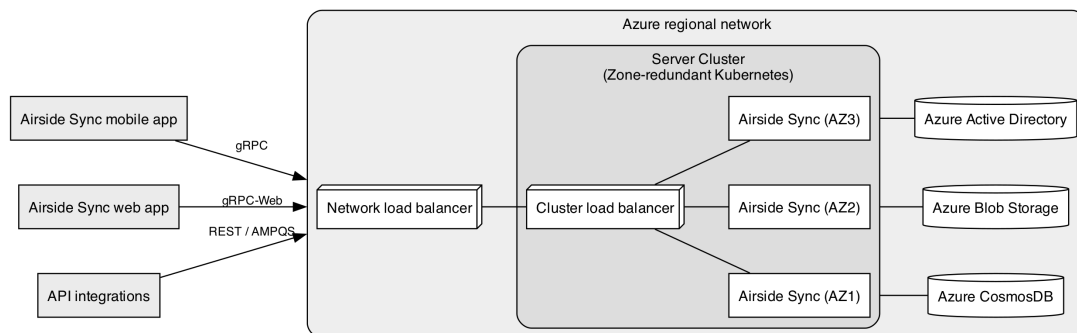 Azure regional network
Server Cluster
(Zone-redundant Kubernetes)
Airside Sync mobile app
gRPC
Airside Sync (AZ3)
Azure Active Directory
Airside Sync web app
gRPC-Web
Network load balancer
Cluster load balancer
Airside Sync (AZ2)
Azure Blob Storage
REST / AMPQS
API integrations
Airside Sync (AZ1)
Azure CosmosDB